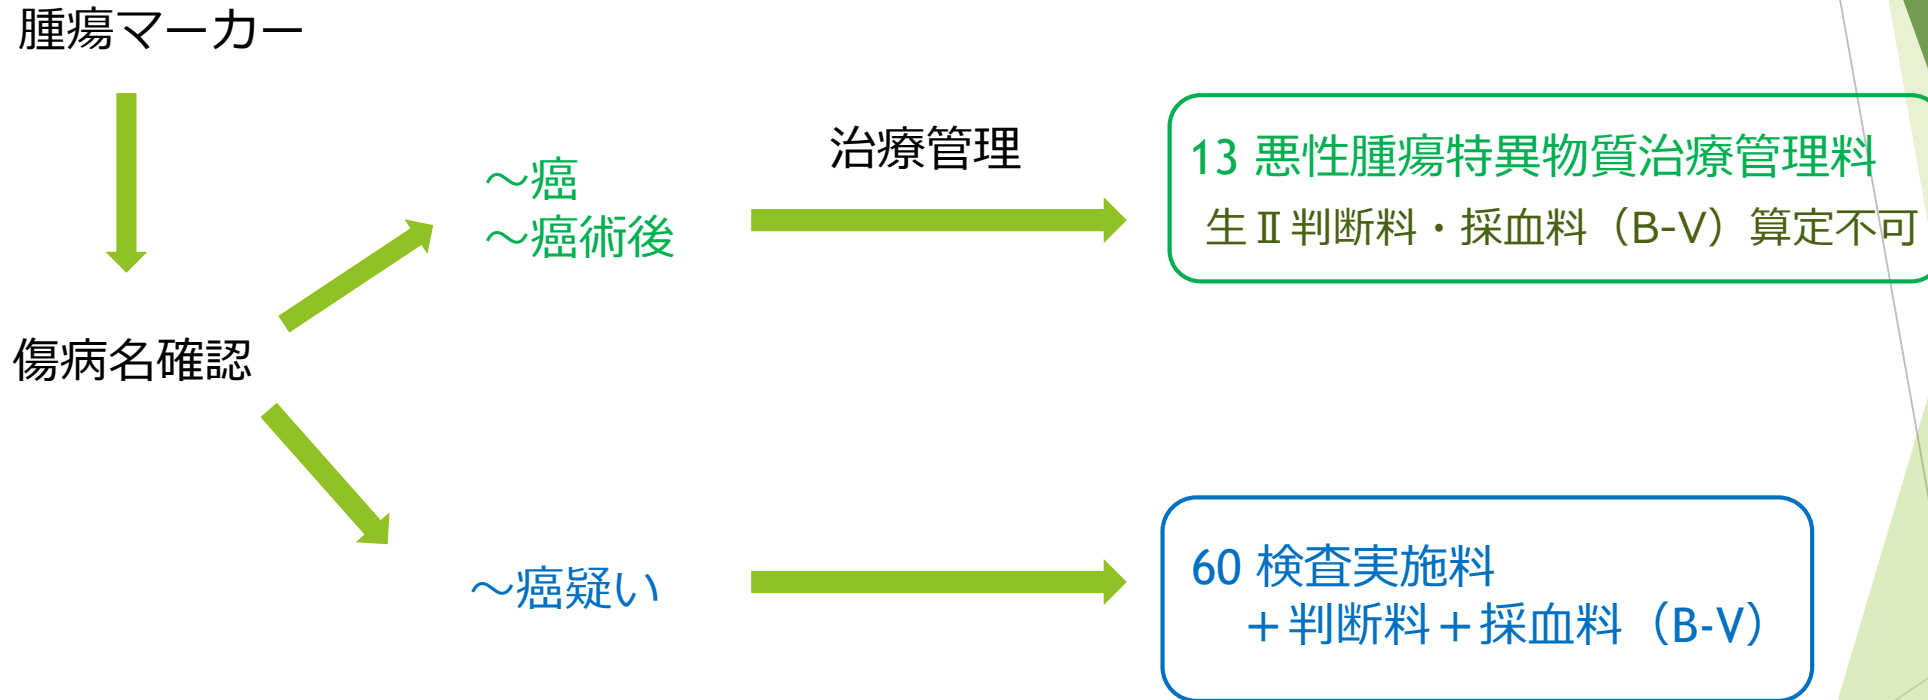 腫瘍マーカー
治療管理
～癌
～癌術後
13 悪性腫瘍特異物質治療管理料
生Ⅱ判断料・採血料（B-V）算定不可
傷病名確認
～癌疑い
60 検査実施料
＋判断料＋採血料（B-V）